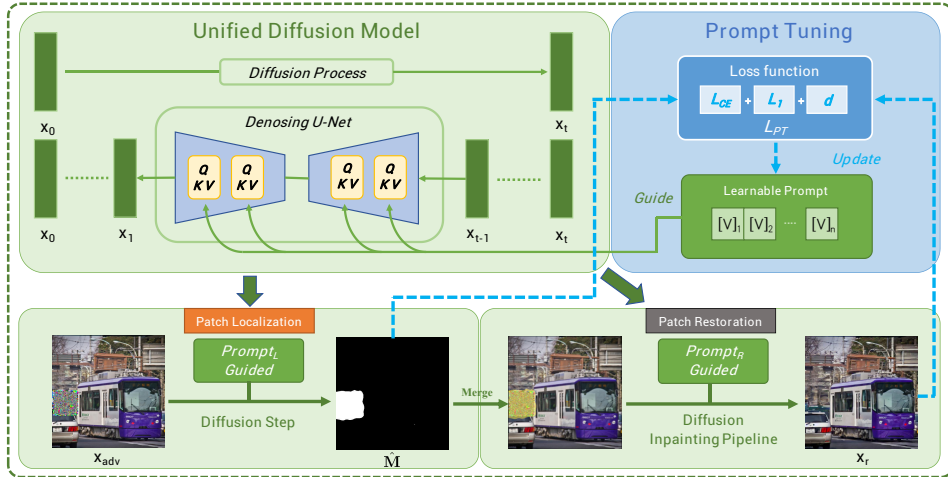 Unified Diffusion Model
Prompt Tuning
Diffusion Process
X0
Xt
Denosing U-Net
Q
KV
Q
KV
Q
KV
Q
KV
X0
X1
Xt-1
Xt
Loss function
LCE + L1 + d
LPT
Update
Learnable Prompt
[V]1 [V]2 .... [V]n
Guide
Patch Localization
PromptL
Guided
Diffusion Step
Xadv
M̂
Merge
Patch Restoration
PromptR
Guided
Diffusion
Inpainting Pipeline
Xr